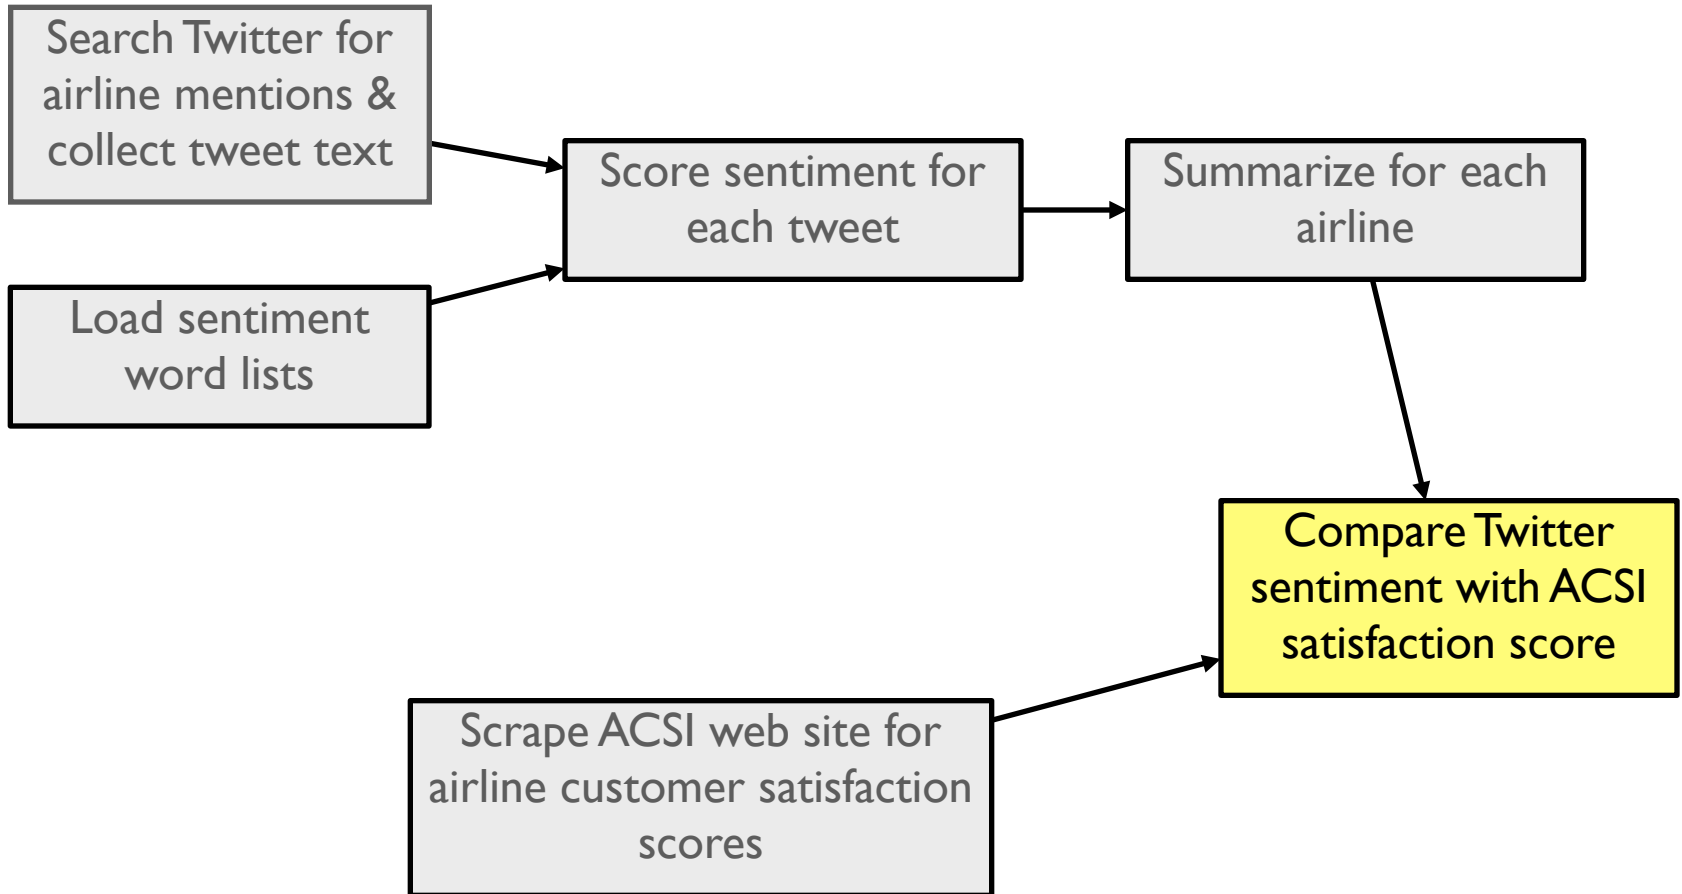 Search Twitter for
airline mentions &
collect tweet text
Score sentiment for
each tweet
Summarize for each
airline
Load sentiment
word lists
Compare Twitter
sentiment with ACSI
satisfaction score
Scrape ACSI web site for
airline customer satisfaction
scores